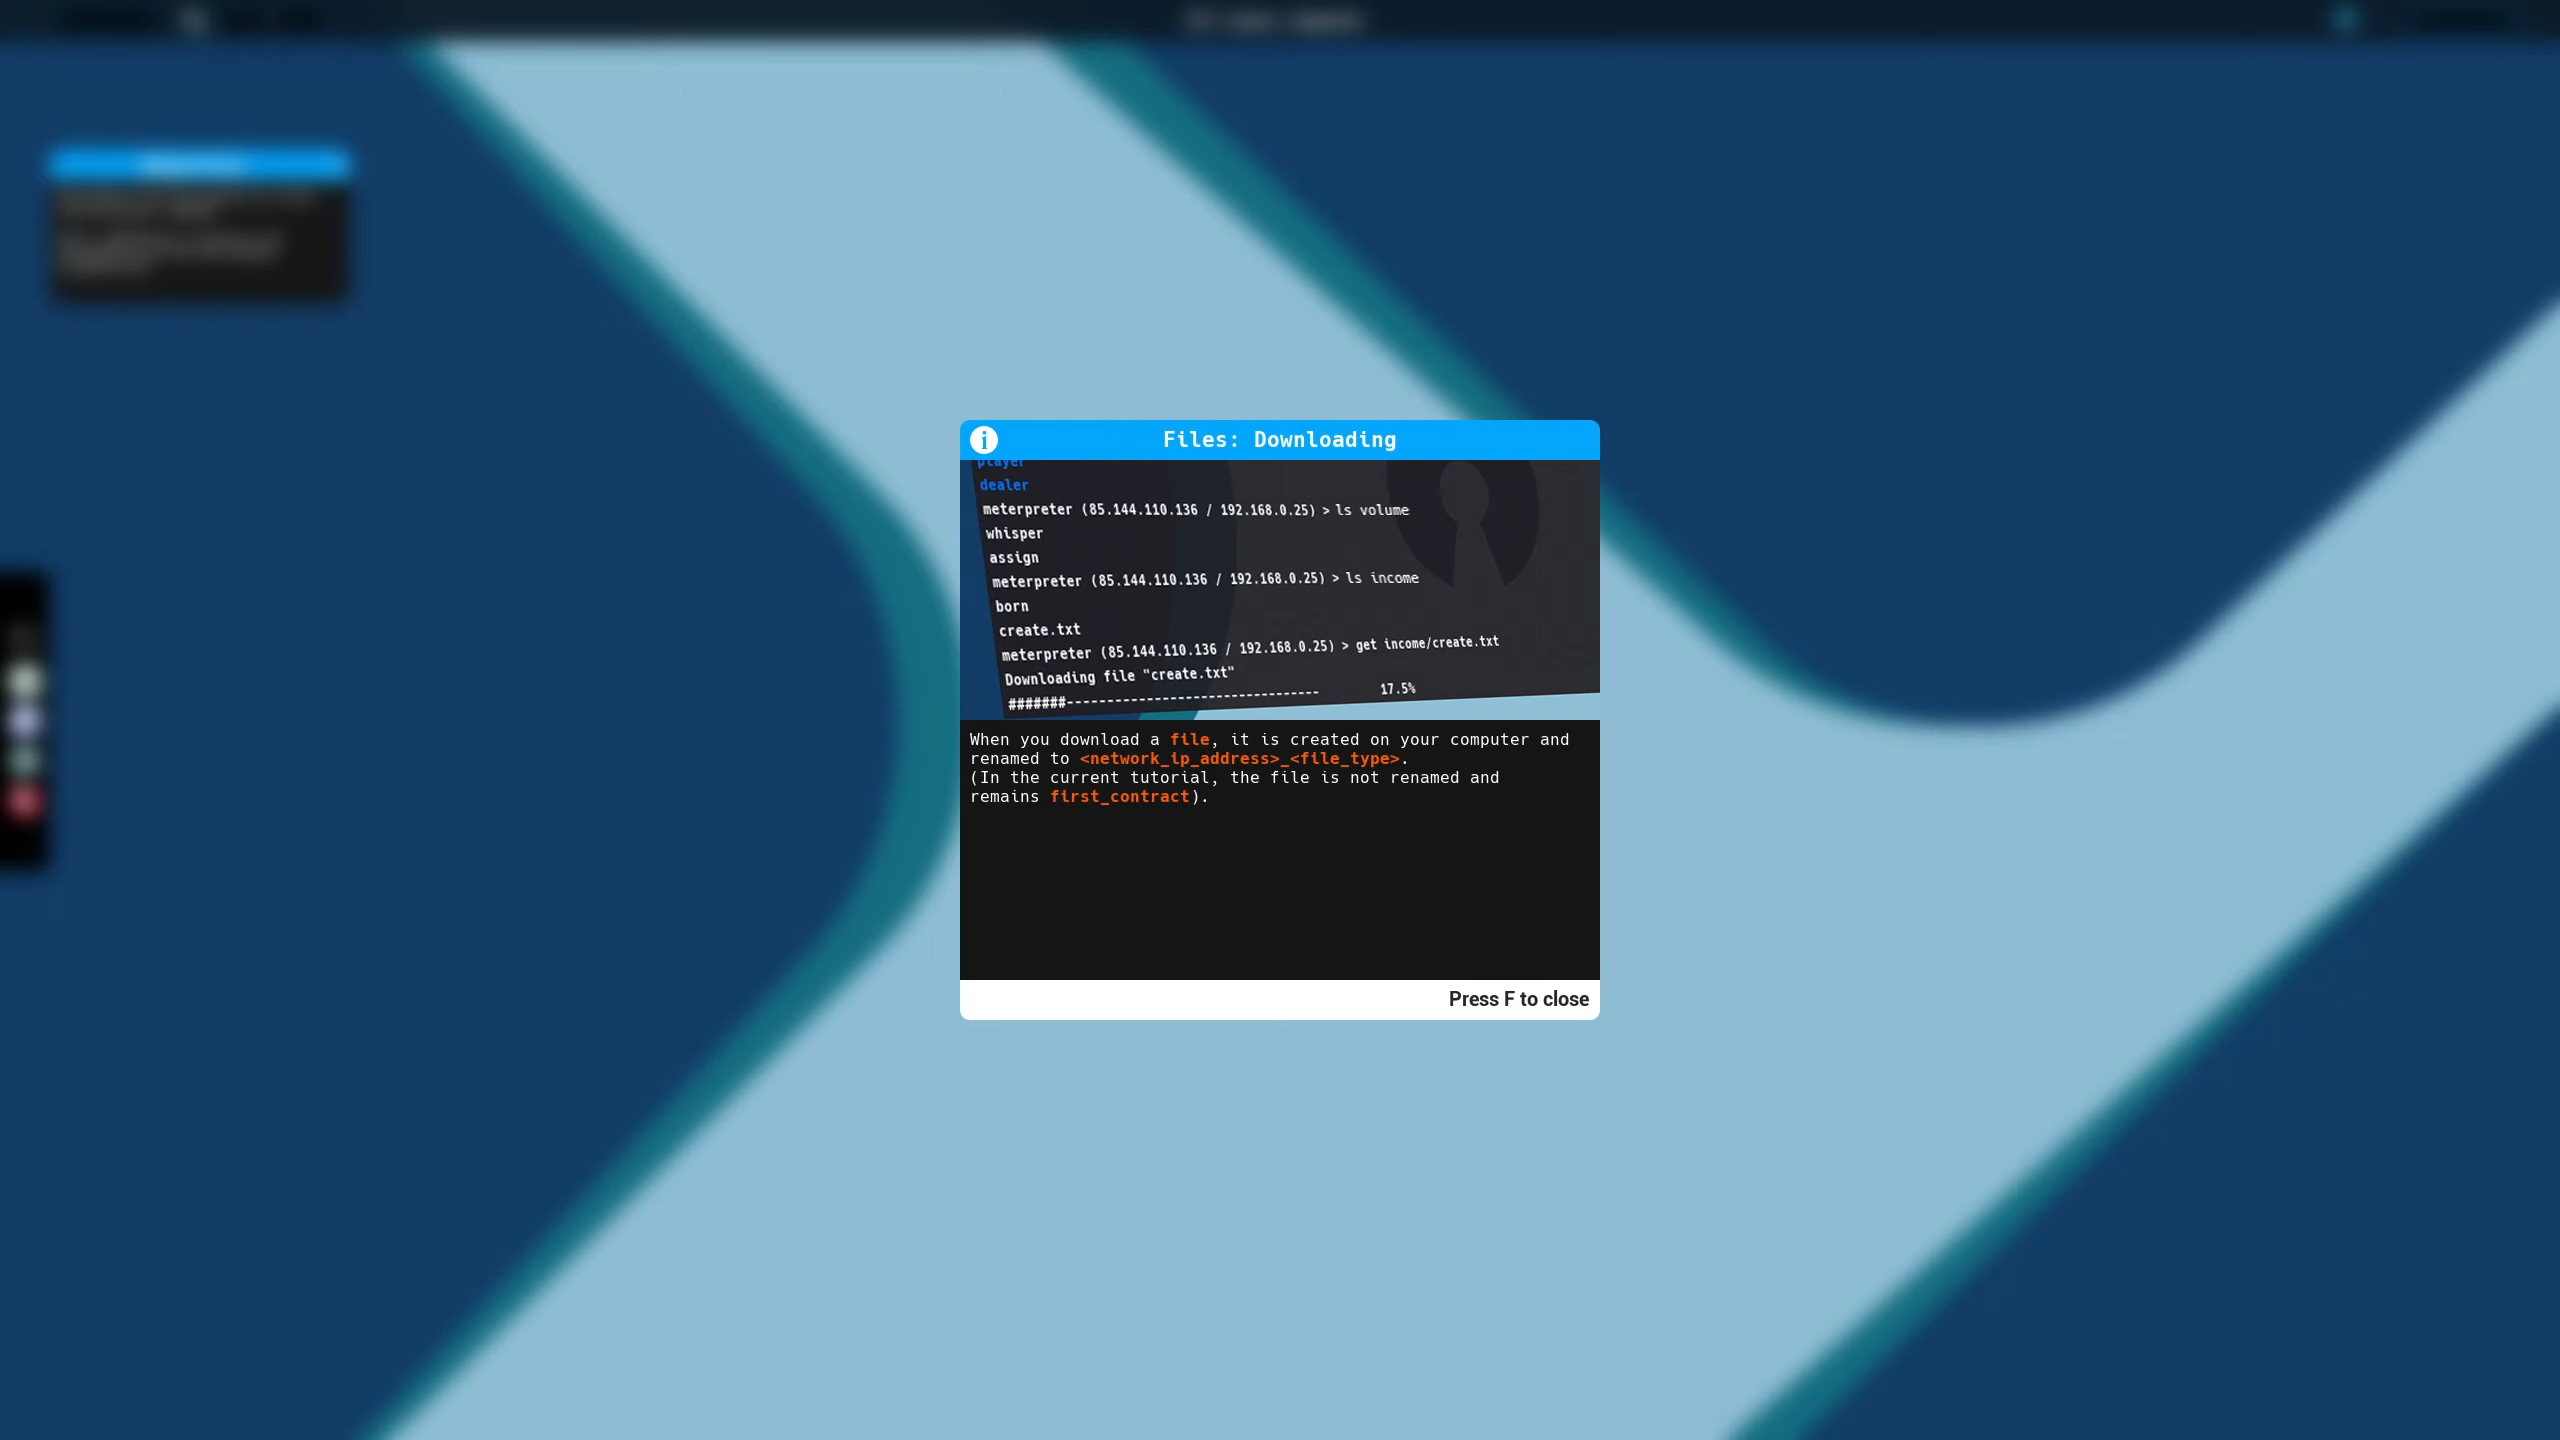 Files: Downloading
player
dealer
meterpreter (85.144.110.136 / 192.168.0.25) > ls volume
whisper
assign
meterpreter (85.144.110.136 / 192.168.0.25) > ls income
born
create.txt
meterpreter (85.144.110.136 / 192.168.0.25) > get income/create.txt
Downloading file "create.txt"
#######--------------------------------- 17.5%
When you download a file, it is created on your computer and
renamed to <network_ip_address>_<file_type>.
(In the current tutorial, the file is not renamed and
remains first_contract).
Press F to close